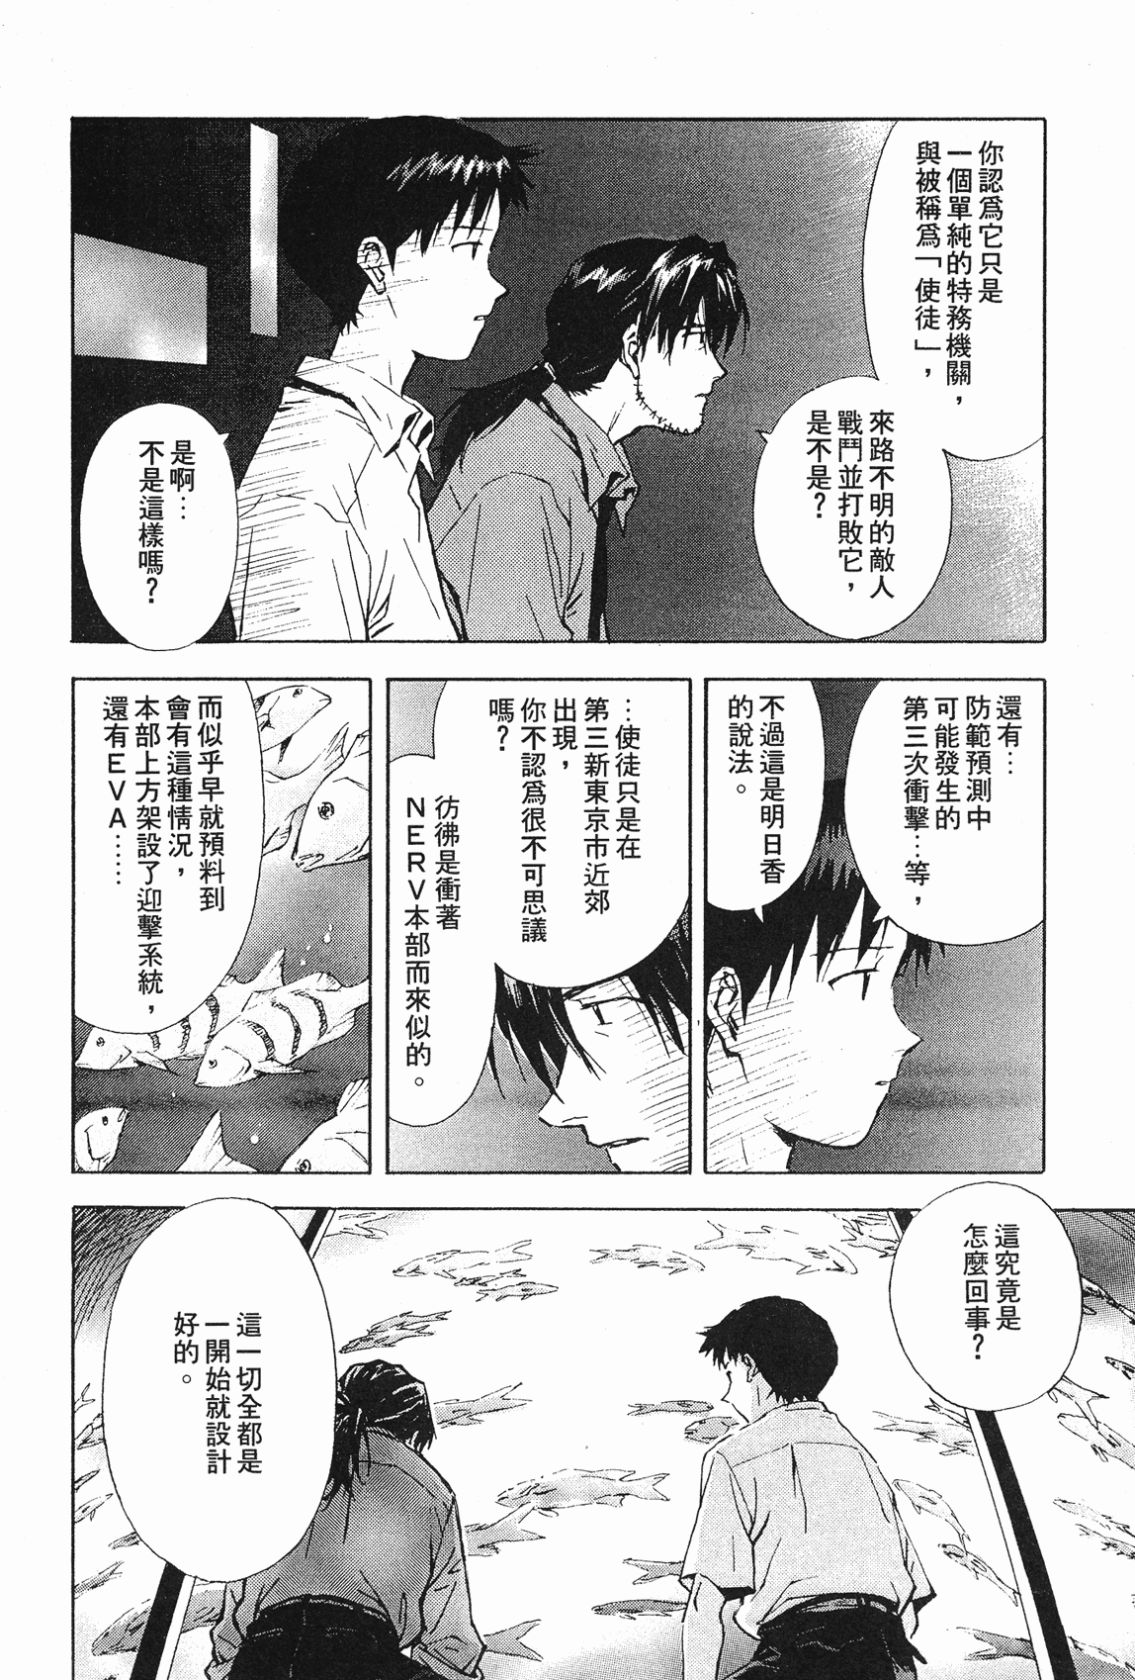 你認為它只是
一個單純的特務機關，
與被稱為「使徒」，
來路不明的敵人
戰鬥並打敗它，
是不是？
是啊…
不是這樣嗎？
還有…
防範預測中
可能發生的
第三次衝擊…等，
不過這是明日香
的說法。
…使徒只是在
第三新東京市近郊
出現，
你不認為很不可思議
嗎？
彷彿是衝著
NERV本部而來似的。
而似乎早就預料到
會有這種情況，
本部上方架設了迎擊系統，
還有EVA……
這究竟是
怎麼回事？
這一切全都是
一開始就設計
好的。